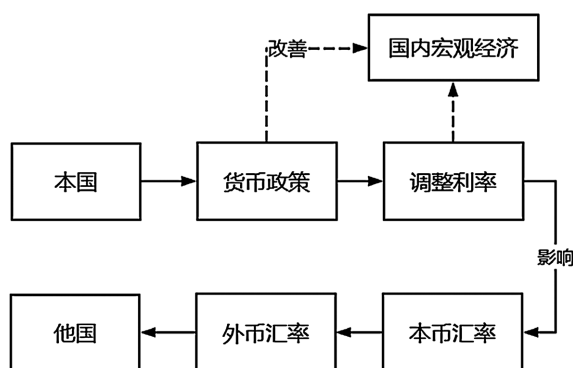 改善
国内宏观经济
本国
货币政策
调整利率
影响
他国
外币汇率
本币汇率